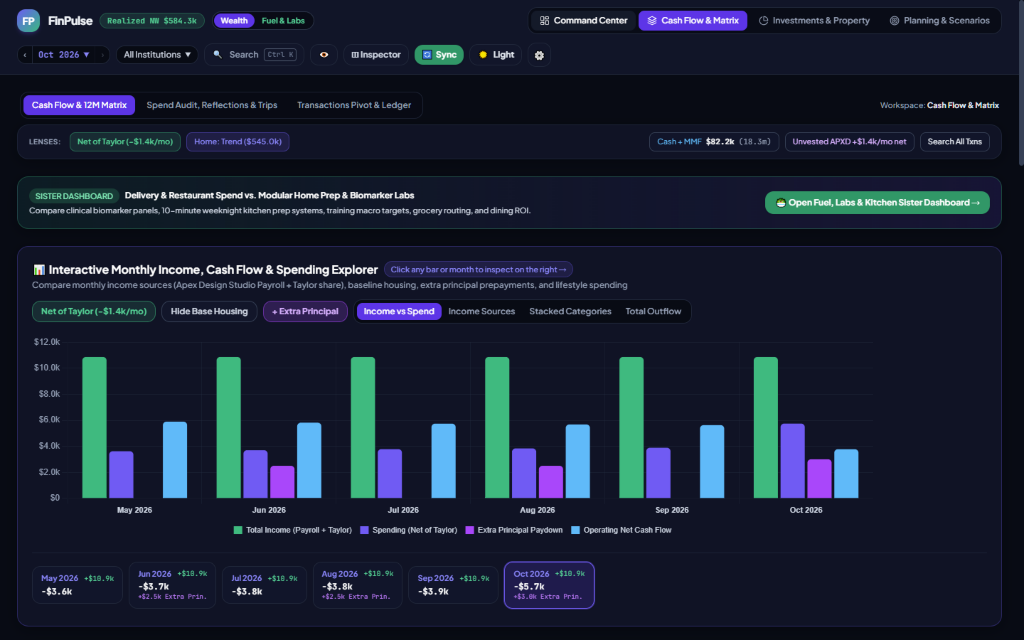 FP FinPulse Realized NW $584.3k Wealth Fuel & Labs Command Center Cash Flow & Matrix Investments & Property Planning & Scenarios
‹ Oct 2026 ▼ › All Institutions ▼ Search Ctrl K Inspector Sync Light
Cash Flow & 12M Matrix Spend Audit, Reflections & Trips Transactions Pivot & Ledger Workspace: Cash Flow & Matrix
LENSES: Net of Taylor (~$1.4k/mo) Home: Trend ($545.0k) Cash + MMF $82.2k (18.3m) Unvested APXD +$1.4k/mo net Search All Txns
SISTER DASHBOARD Delivery & Restaurant Spend vs. Modular Home Prep & Biomarker Labs
Compare clinical biomarker panels, 10-minute weeknight kitchen prep systems, training macro targets, grocery routing, and dining ROI.
Open Fuel, Labs & Kitchen Sister Dashboard →
Interactive Monthly Income, Cash Flow & Spending Explorer Click any bar or month to inspect on the right →
Compare monthly income sources (Apex Design Studio Payroll + Taylor share), baseline housing, extra principal prepayments, and lifestyle spending
Net of Taylor (~$1.4k/mo) Hide Base Housing + Extra Principal Income vs Spend Income Sources Stacked Categories Total Outflow
$12.0k
$10.0k
$8.0k
$6.0k
$4.0k
$2.0k
$0
May 2026 Jun 2026 Jul 2026 Aug 2026 Sep 2026 Oct 2026
Total Income (Payroll + Taylor) Spending (Net of Taylor) Extra Principal Paydown Operating Net Cash Flow
May 2026 +$10.9k
-$3.6k
Jun 2026 +$10.9k
-$3.7k
+$2.5k Extra Prin.
Jul 2026 +$10.9k
-$3.8k
Aug 2026 +$10.9k
-$3.8k
+$2.5k Extra Prin.
Sep 2026 +$10.9k
-$3.9k
Oct 2026 +$10.9k
-$5.7k
+$3.0k Extra Prin.